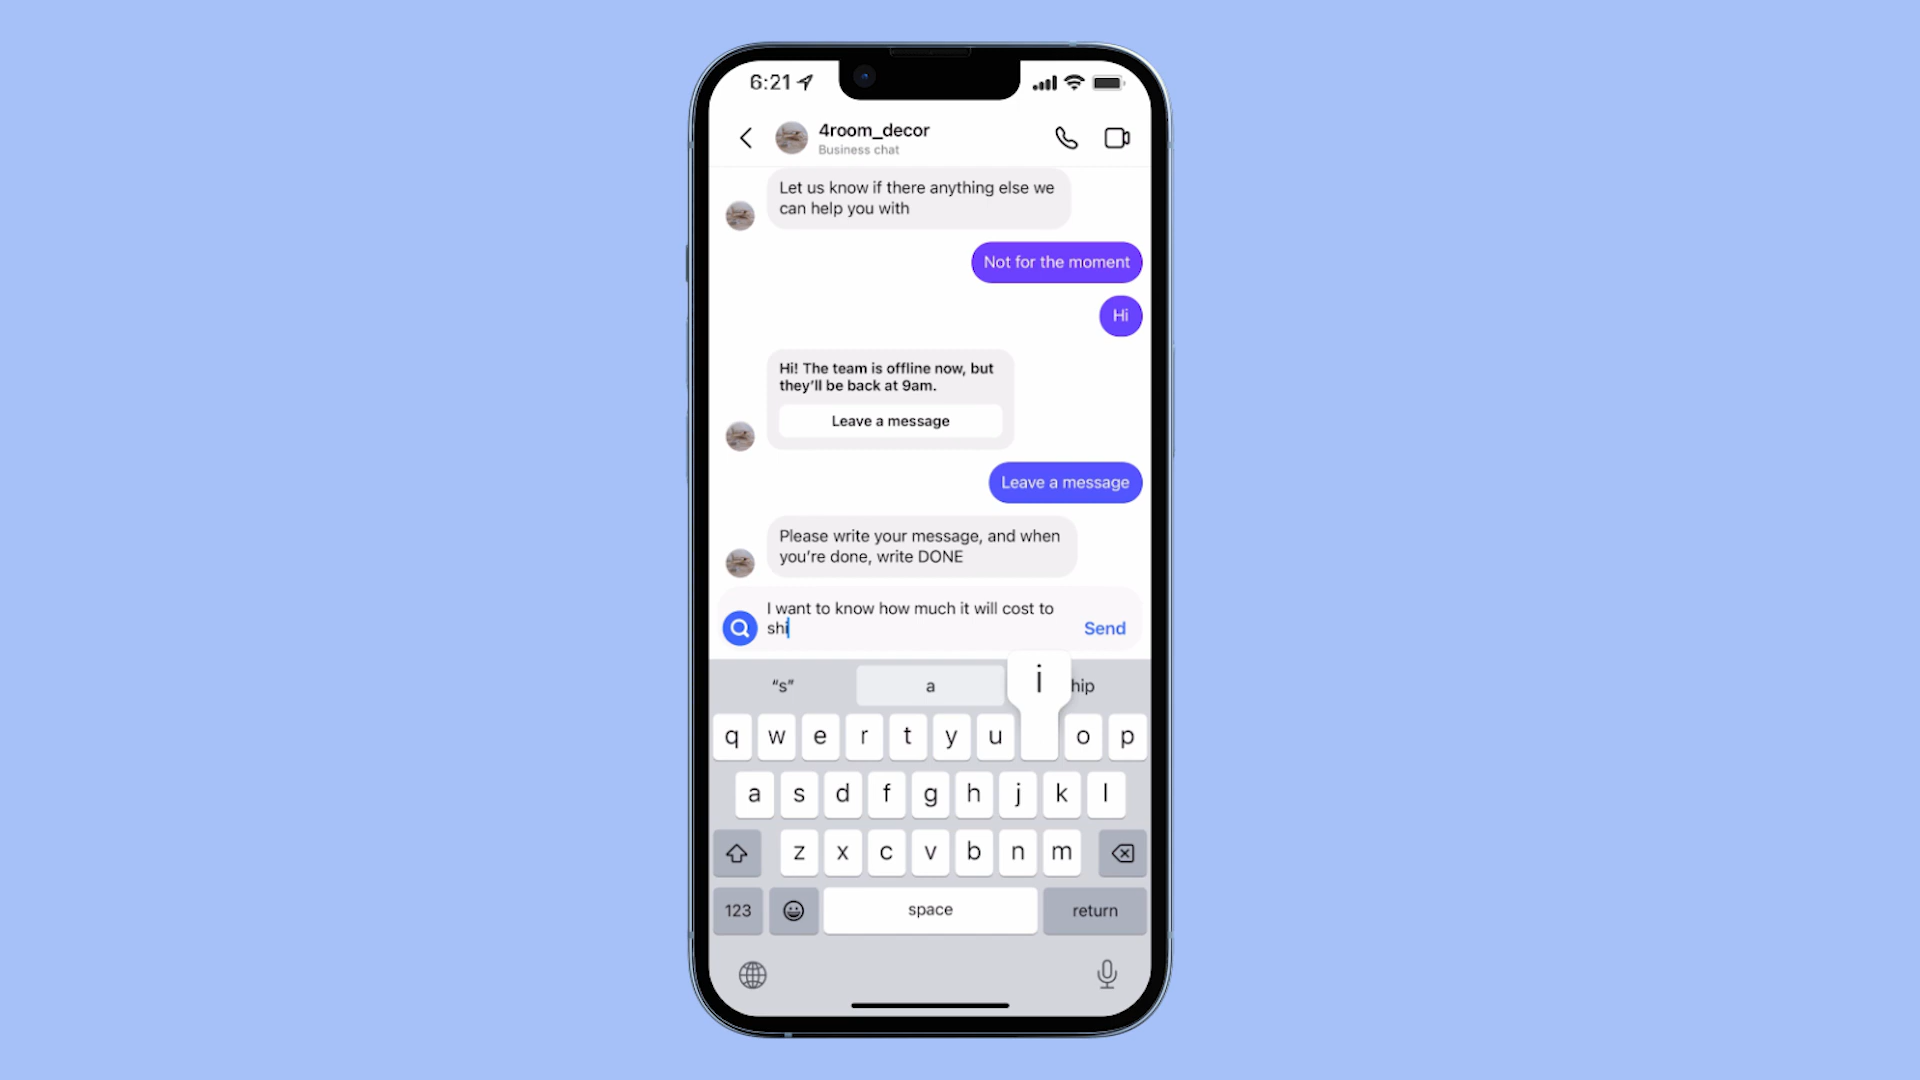 6:21
4room_decor
Business chat
Let us know if there anything else we
can help you with
Not for the moment
Hi
Hi! The team is offline now, but
they'll be back at 9am.
Leave a message
Leave a message
Please write your message, and when
you're done, write DONE
I want to know how much it will cost to
shi
Send
“s” a hip
i
q w e r t y u o p
a s d f g h j k l
z x c v b n m
123 space return